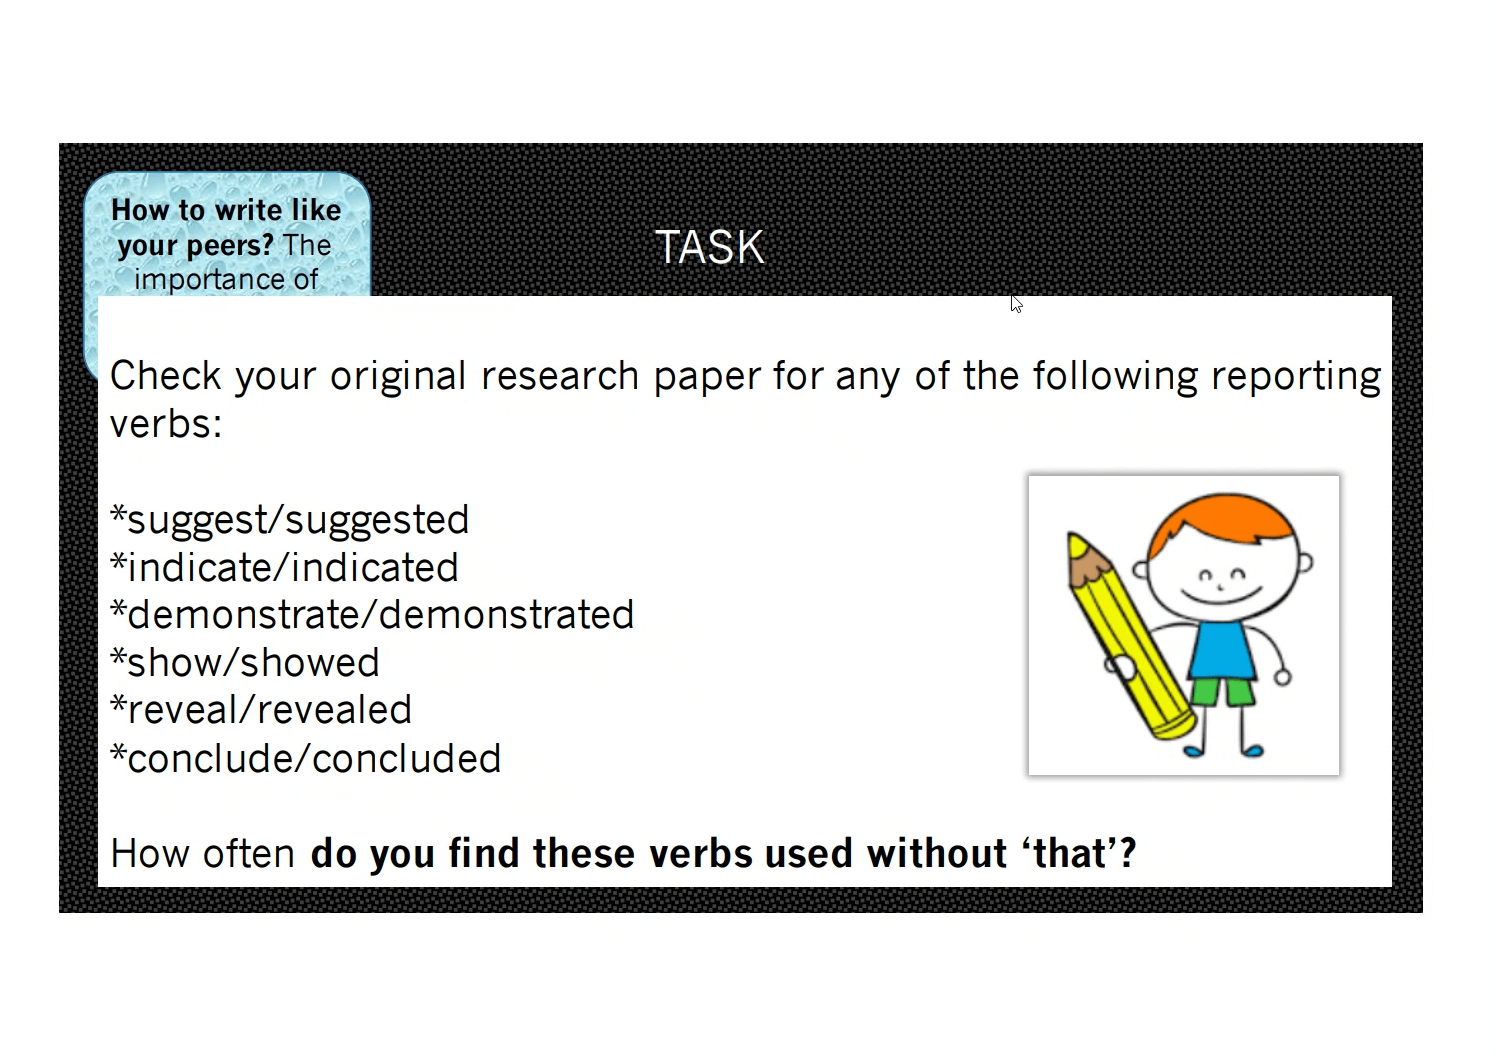 How to write like
your peers? The
importance of
TASK
Check your original research paper for any of the following reporting
verbs:
*suggest/suggested
*indicate/indicated
*demonstrate/demonstrated
*show/showed
*reveal/revealed
*conclude/concluded
How often do you find these verbs used without ‘that’?